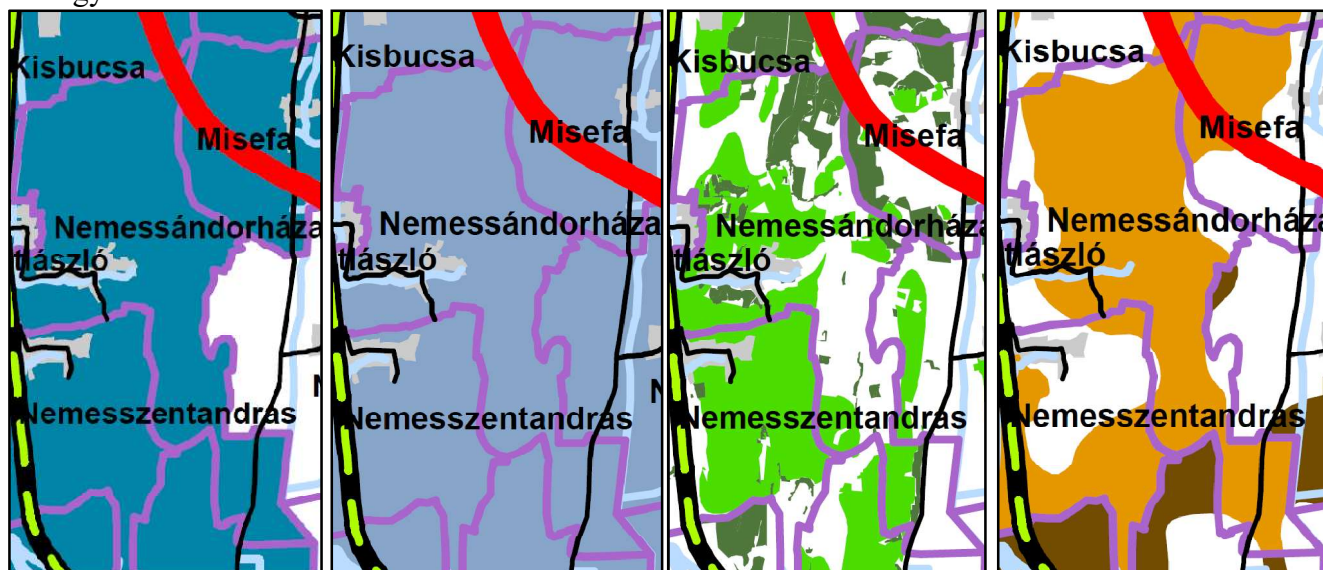 gy
Kisbucsa
Misefa
Nemessándorháza
tlászló
Nemesszentandrás
N
Kisbucsa
Misefa
Nemessándorháza
tlászló
Nemesszentandrás
N
Kisbucsa
Misefa
Nemessándorháza
tlászló
Nemesszentandrás
Kisbucsa
Misefa
Nemessándorháza
tlászló
Nemesszentandrás